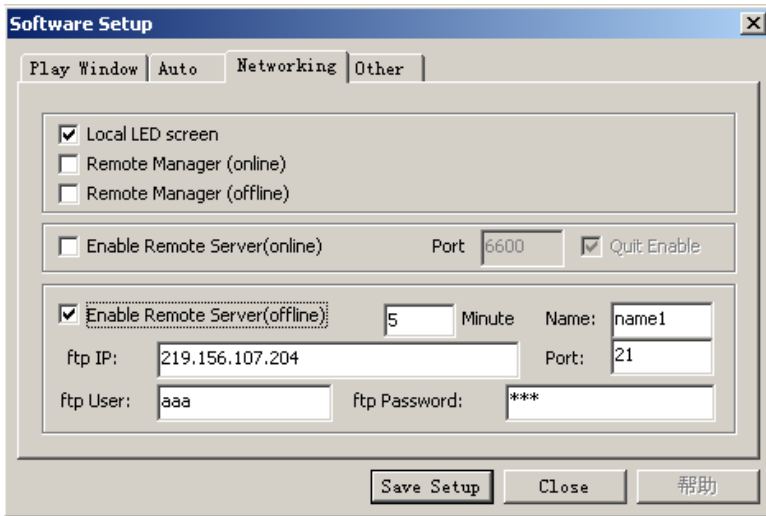 Software Setup
Play Window Auto Networking Other
Local LED screen
Remote Manager (online)
Remote Manager (offline)
Enable Remote Server(online) Port 6600 Quit Enable
Enable Remote Server(offline) 5 Minute Name: name1
ftp IP: 219.156.107.204 Port: 21
ftp User: aaa ftp Password: ***
Save Setup Close 帮助